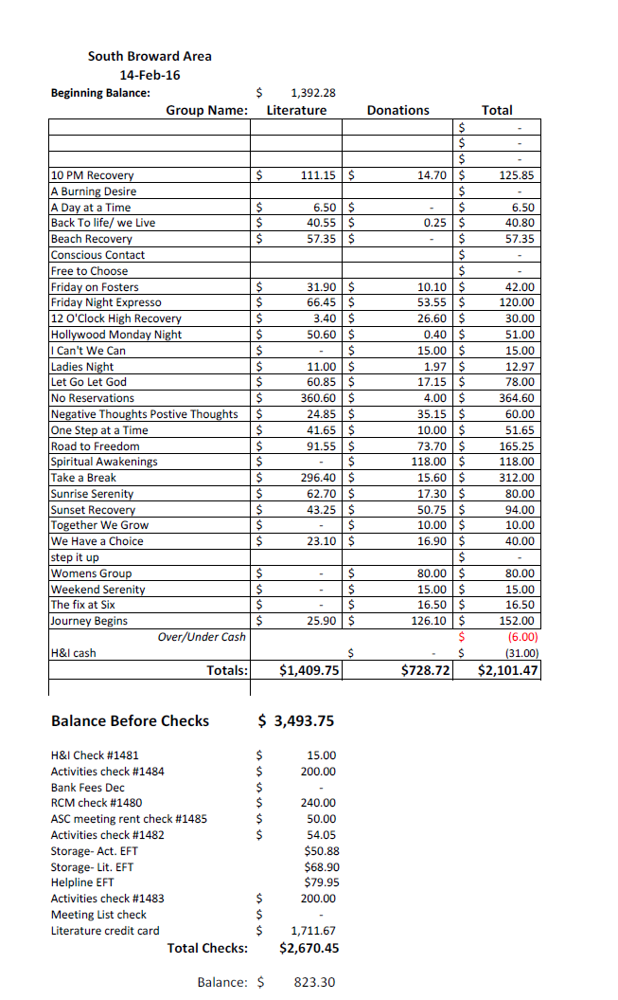 South Broward Area
14-Feb-16
Beginning Balance: $ 1,392.28
Group Name: Literature Donations Total
$ -
$ -
$ -
10 PM Recovery $ 111.15 $ 14.70 $ 125.85
A Burning Desire $ -
A Day at a Time $ 6.50 $ - $ 6.50
Back To life/ we Live $ 40.55 $ 0.25 $ 40.80
Beach Recovery $ 57.35 $ - $ 57.35
Conscious Contact $ -
Free to Choose $ -
Friday on Fosters $ 31.90 $ 10.10 $ 42.00
Friday Night Expresso $ 66.45 $ 53.55 $ 120.00
12 O'Clock High Recovery $ 3.40 $ 26.60 $ 30.00
Hollywood Monday Night $ 50.60 $ 0.40 $ 51.00
I Can't We Can $ - $ 15.00 $ 15.00
Ladies Night $ 11.00 $ 1.97 $ 12.97
Let Go Let God $ 60.85 $ 17.15 $ 78.00
No Reservations $ 360.60 $ 4.00 $ 364.60
Negative Thoughts Postive Thoughts $ 24.85 $ 35.15 $ 60.00
One Step at a Time $ 41.65 $ 10.00 $ 51.65
Road to Freedom $ 91.55 $ 73.70 $ 165.25
Spiritual Awakenings $ - $ 118.00 $ 118.00
Take a Break $ 296.40 $ 15.60 $ 312.00
Sunrise Serenity $ 62.70 $ 17.30 $ 80.00
Sunset Recovery $ 43.25 $ 50.75 $ 94.00
Together We Grow $ - $ 10.00 $ 10.00
We Have a Choice $ 23.10 $ 16.90 $ 40.00
step it up $ -
Womens Group $ - $ 80.00 $ 80.00
Weekend Serenity $ - $ 15.00 $ 15.00
The fix at Six $ - $ 16.50 $ 16.50
Journey Begins $ 25.90 $ 126.10 $ 152.00
Over/Under Cash $ (6.00)
H&I cash $ - $ (31.00)
Totals: $1,409.75 $728.72 $2,101.47
Balance Before Checks $ 3,493.75
H&I Check #1481 $ 15.00
Activities check #1484 $ 200.00
Bank Fees Dec $ -
RCM check #1480 $ 240.00
ASC meeting rent check #1485 $ 50.00
Activities check #1482 $ 54.05
Storage- Act. EFT $50.88
Storage- Lit. EFT $68.90
Helpline EFT $79.95
Activities check #1483 $ 200.00
Meeting List check $ -
Literature credit card $ 1,711.67
Total Checks: $2,670.45
Balance: $ 823.30